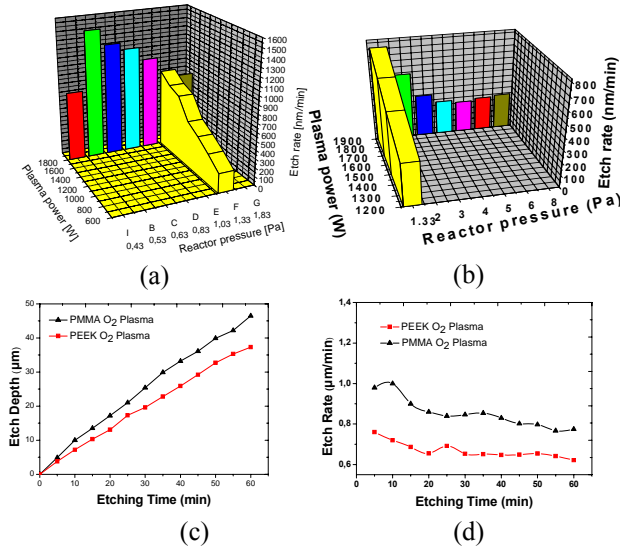 1600
1500
1400
1300
1200
1100
1000
900
800
700
600
500
400
300
200
100
0
Etch rate [nm/min]
1800
1600
1400
1200
1000
800
600
Plasma power [W]
I B C D E F G
0,43 0,53 0,63 0,83 1,03 1,33 1,83
Reactor pressure [Pa]
(a)
800
700
600
500
400
300
200
100
0
Etch rate (nm/min)
1900
1800
1700
1600
1500
1400
1300
1200
Plasma power (W)
1.33 2 3 4 5 6 8
Reactor pressure (Pa)
(b)
50
40
30
20
10
0
Etch Depth (µm)
PMMA O2 Plasma
PEEK O2 Plasma
0 10 20 30 40 50 60
Etching Time (min)
(c)
1,4
1,2
1,0
0,8
0,6
Etch Rate (µm/min)
PEEK O2 Plasma
PMMA O2 Plasma
0 10 20 30 40 50 60
Etching Time (min)
(d)